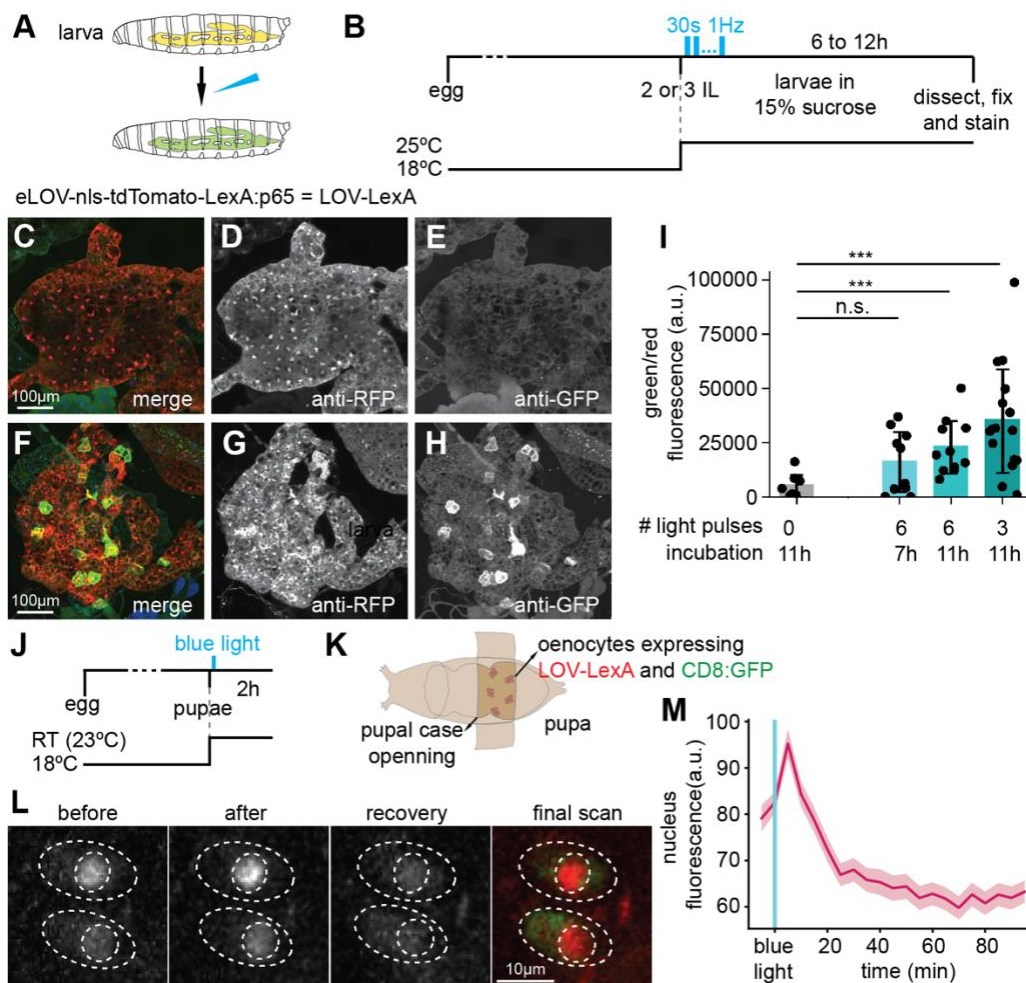 A
larva
B
30s 1Hz
6 to 12h
egg
2 or 3 IL
larvae in
15% sucrose
dissect, fix
and stain
25ºC
18ºC
eLOV-nls-tdTomato-LexA:p65 = LOV-LexA
C
merge
100µm
D
anti-RFP
E
anti-GFP
F
merge
100µm
G
larva
anti-RFP
H
anti-GFP
I
green/red
fluorescence (a.u.)
100000
75000
50000
25000
0
***
***
n.s.
# light pulses
0
6
6
3
incubation
11h
7h
11h
11h
J
blue light
2h
egg
pupae
RT (23ºC)
18ºC
K
oenocytes expressing
LOV-LexA and CD8:GFP
pupal case
openning
pupa
L
before
after
recovery
final scan
10µm
M
nucleus
fluorescence(a.u.)
100
90
80
70
60
blue
light
20
40
60
80
time (min)